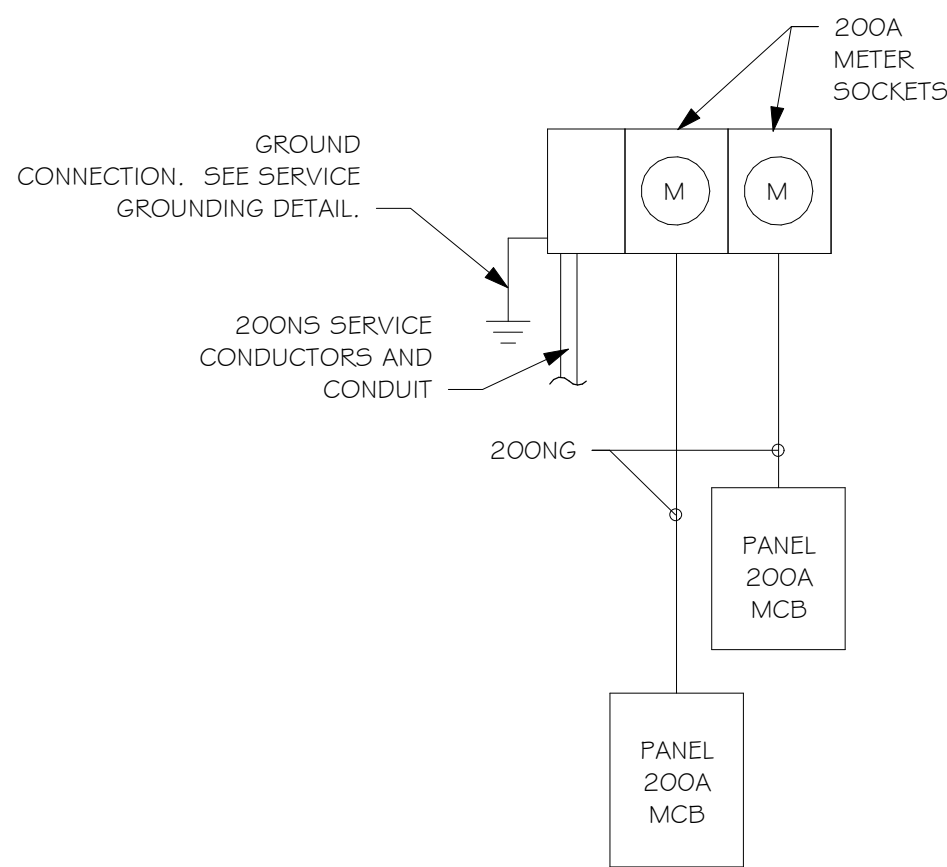 200A
METER
SOCKETS
GROUND
CONNECTION. SEE SERVICE
GROUNDING DETAIL.
M
M
200NS SERVICE
CONDUCTORS AND
CONDUIT
200NG
PANEL
200A
MCB
PANEL
200A
MCB